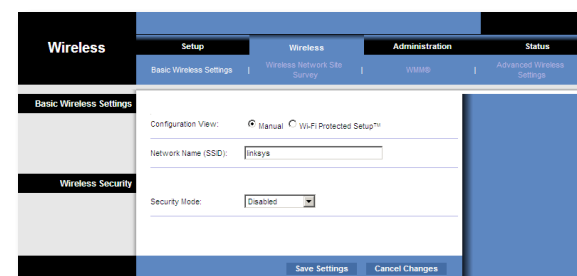 Wireless
Setup Wireless Administration Status
Basic Wireless Settings | Wireless Network Site Survey | WMM® | Advanced Wireless Settings
Basic Wireless Settings
Configuration View: Manual Wi-Fi Protected Setup™
Network Name (SSID): linksys
Wireless Security
Security Mode: Disabled
Save Settings Cancel Changes